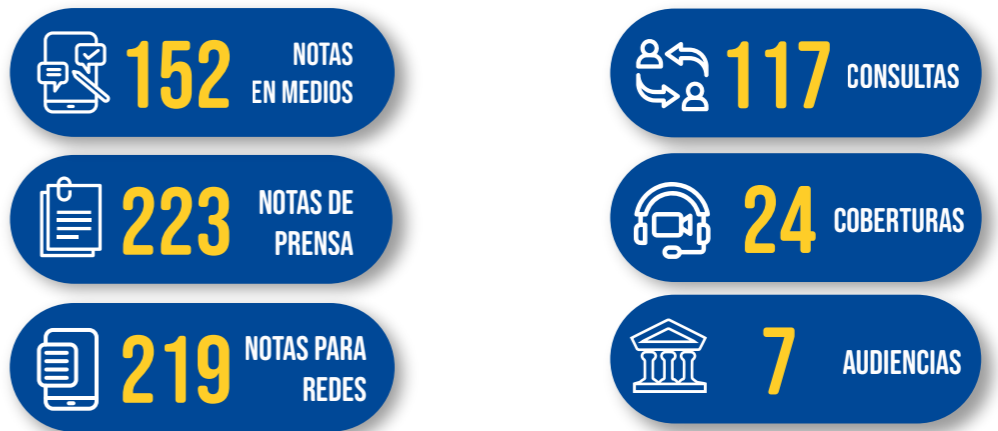 152
NOTAS
EN MEDIOS
223
NOTAS DE
PRENSA
219
NOTAS PARA
REDES
117 CONSULTAS
24 COBERTURAS
7 AUDIENCIAS